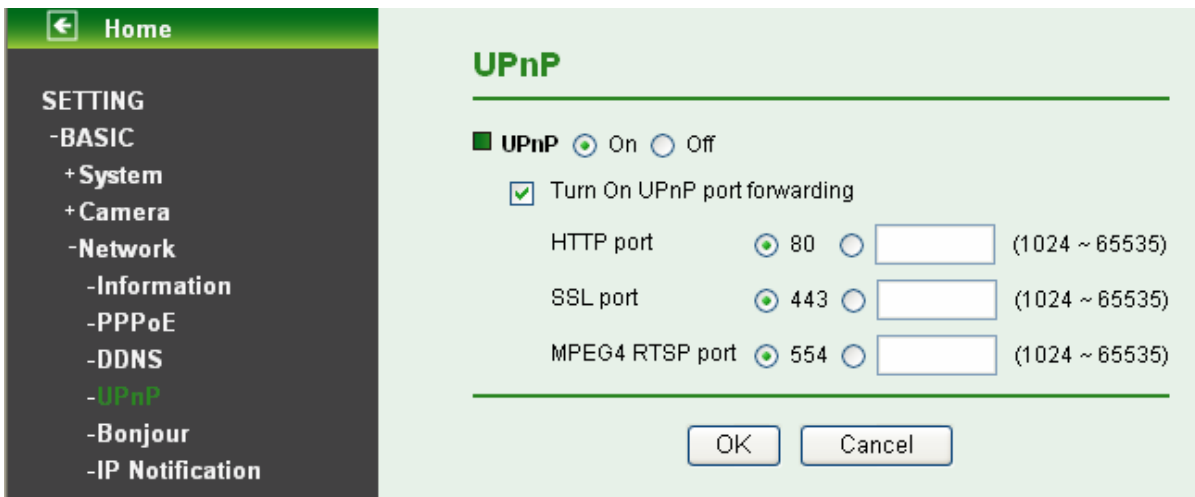 Home
SETTING
-BASIC
+System
+Camera
-Network
-Information
-PPPoE
-DDNS
-UPnP
-Bonjour
-IP Notification
UPnP
UPnP On Off
Turn On UPnP port forwarding
HTTP port 80 (1024 ~ 65535)
SSL port 443 (1024 ~ 65535)
MPEG4 RTSP port 554 (1024 ~ 65535)
OK Cancel